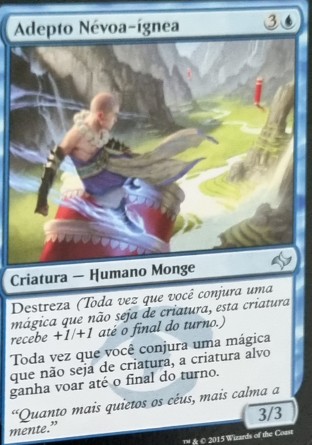 Adepto Névoa-ígnea 3
Criatura — Humano Monge
Destreza (Toda vez que você conjura uma
mágica que não seja de criatura, esta criatura
recebe +1/+1 até o final do turno.)
Toda vez que você conjura uma mágica
que não seja de criatura, a criatura alvo
ganha voar até o final do turno.
“Quanto mais quietos os céus, mais calma a
mente.”
3/3
™ & © 2015 Wizards of the Coast